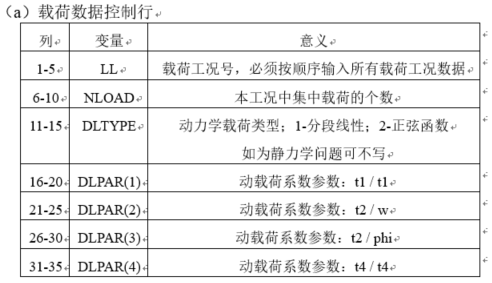 （a）载荷数据控制行
列 变量 意义
1-5 LL 载荷工况号，必须按顺序输入所有载荷工况数据
6-10 NLOAD 本工况中集中载荷的个数
11-15 DLTYPE 动力学载荷类型；1-分段线性；2-正弦函数
如为静力学问题可不写
16-20 DLPAR(1) 动载荷系数参数：t1 / t1
21-25 DLPAR(2) 动载荷系数参数：t2 / w
26-30 DLPAR(3) 动载荷系数参数：t2 / phi
31-35 DLPAR(4) 动载荷系数参数：t4 / t4